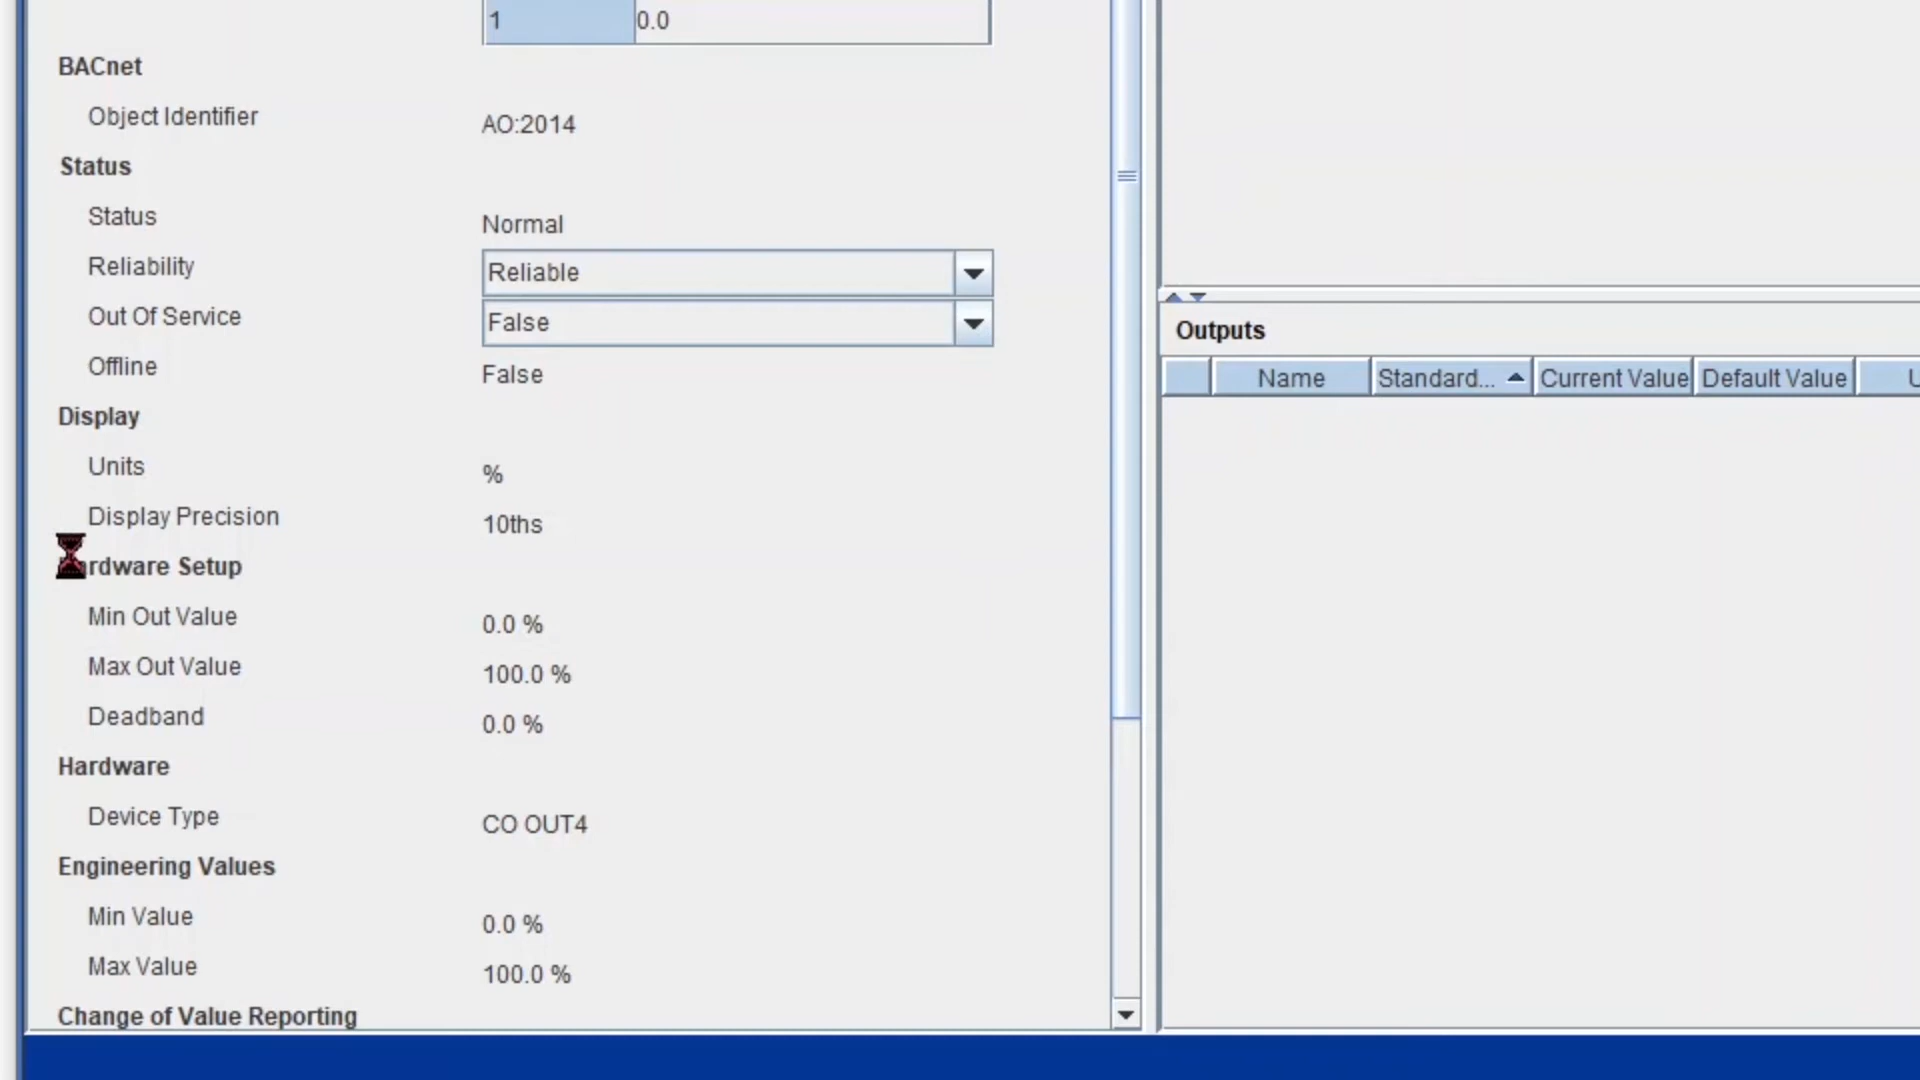 1 0.0
BACnet
Object Identifier AO:2014
Status
Status Normal
Reliability Reliable
Out Of Service False
Offline False
Display
Units %
Display Precision 10ths
rdware Setup
Min Out Value 0.0 %
Max Out Value 100.0 %
Deadband 0.0 %
Hardware
Device Type CO OUT4
Engineering Values
Min Value 0.0 %
Max Value 100.0 %
Change of Value Reporting
Outputs
Name Standard... Current Value Default Value